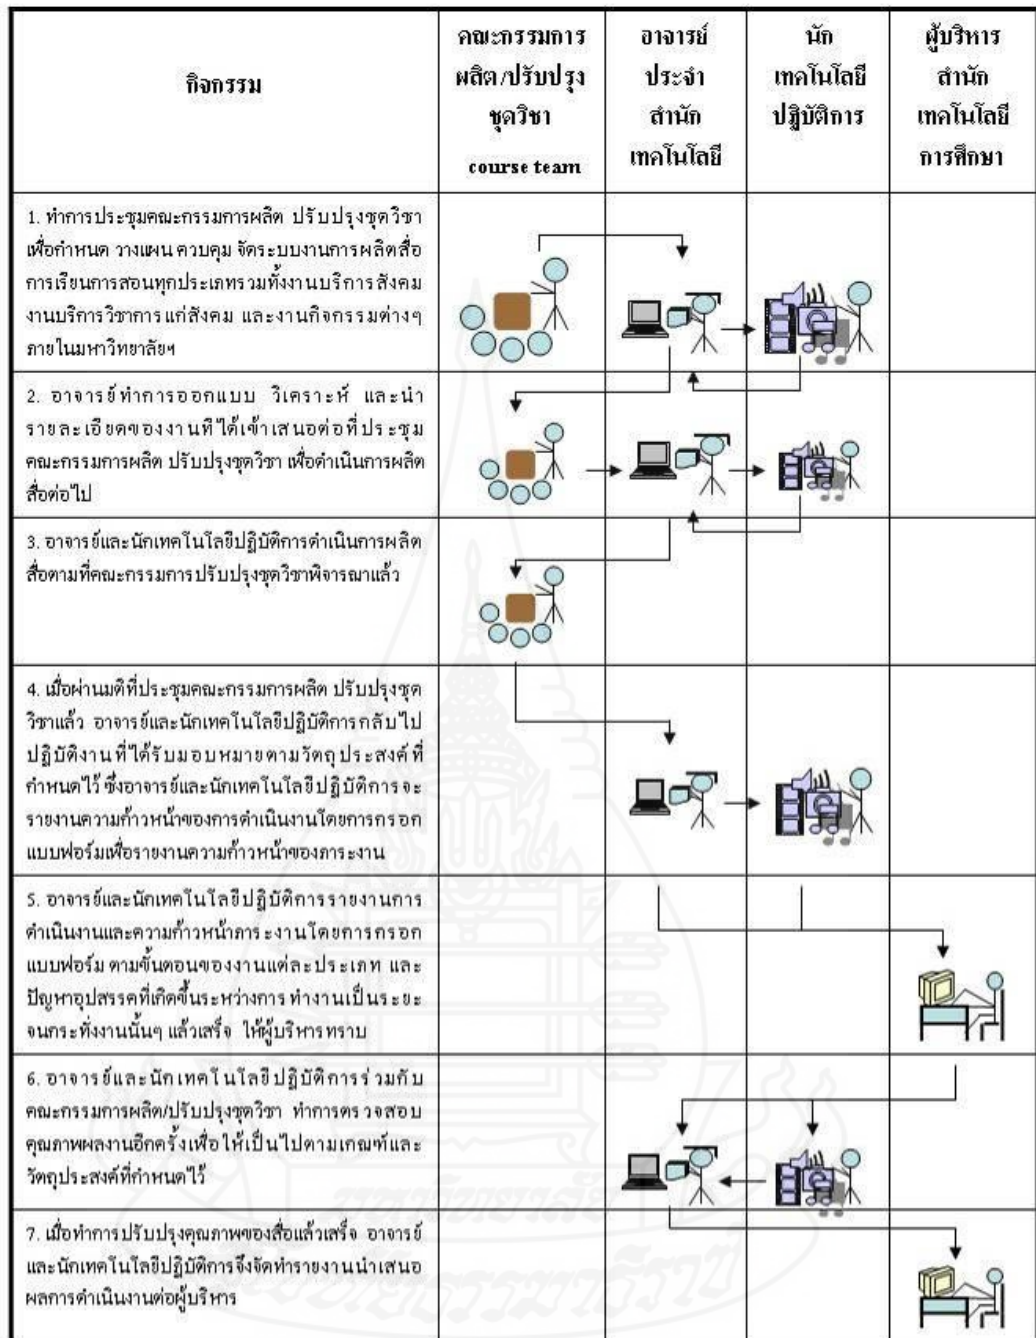 กิจกรรม
คณะกรรมการ
ผลิต/ปรับปรุง
ชุดวิชา
course team
อาจารย์
ประจำ
สำนัก
เทคโนโลยี
นัก
เทคโนโลยี
ปฏิบัติการ
ผู้บริหาร
สำนัก
เทคโนโลยี
การศึกษา
1. ทำการประชุมคณะกรรมการผลิต ปรับปรุงชุดวิชา
เพื่อกำหนด วางแผน ควบคุม จัดระบบงานการผลิตสื่อ
การเรียนการสอนทุกประเภทรวมทั้งงานบริการสังคม
งานบริการวิชาการแก่สังคม และงานกิจกรรมต่างๆ
ภายในมหาวิทยาลัยฯ
2. อาจารย์ทำการออกแบบ วิเคราะห์ และนำ
รายละเอียดของงานที่ได้เข้าเสนอต่อที่ประชุม
คณะกรรมการผลิต ปรับปรุงชุดวิชา เพื่อดำเนินการผลิต
สื่อต่อไป
3. อาจารย์และนักเทคโนโลยีปฏิบัติการดำเนินการผลิต
สื่อตามที่คณะกรรมการปรับปรุงชุดวิชาพิจารณาแล้ว
4. เมื่อผ่านมติที่ประชุมคณะกรรมการผลิต ปรับปรุงชุด
วิชาแล้ว อาจารย์และนักเทคโนโลยีปฏิบัติการกลับไป
ปฏิบัติงานที่ได้รับมอบหมายตามวัตถุประสงค์ที่
กำหนดไว้ ซึ่งอาจารย์และนักเทคโนโลยีปฏิบัติการจะ
รายงานความก้าวหน้าของการดำเนินงานโดยการกรอก
แบบฟอร์มเพื่อรายงานความก้าวหน้าของภาระงาน
5. อาจารย์และนักเทคโนโลยีปฏิบัติการรายงานการ
ดำเนินงานและความก้าวหน้าภาระงานโดยการกรอก
แบบฟอร์ม ตามขั้นตอนของงานแต่ละประเภท และ
ปัญหาอุปสรรคที่เกิดขึ้นระหว่างการทำงานเป็นระยะ
จนกระทั่งงานนั้นๆ แล้วเสร็จ ให้ผู้บริหารทราบ
6. อาจารย์และนักเทคโนโลยีปฏิบัติการร่วมกับ
คณะกรรมการผลิต/ปรับปรุงชุดวิชา ทำการตรวจสอบ
คุณภาพผลงานอีกครั้งเพื่อให้เป็นไปตามเกณฑ์และ
วัตถุประสงค์ที่กำหนดไว้
7. เมื่อทำการปรับปรุงคุณภาพของสื่อแล้วเสร็จ อาจารย์
และนักเทคโนโลยีปฏิบัติการจึงจัดทำรายงานนำเสนอ
ผลการดำเนินงานต่อผู้บริหาร